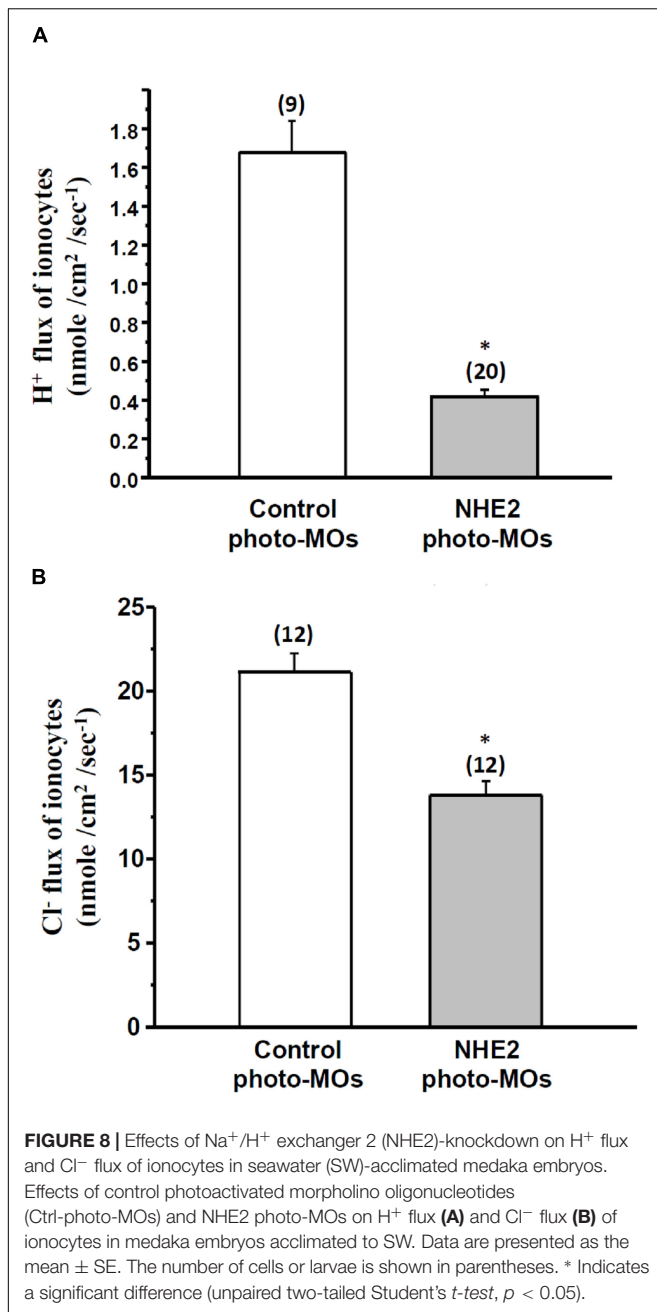 A
H⁺ flux of ionocytes
(nmole /cm² /sec⁻¹)
1.8
1.6
1.4
1.2
1.0
0.8
0.6
0.4
0.2
0.0
(9)
*
(20)
Control
photo-MOs
NHE2
photo-MOs
B
Cl⁻ flux of ionocytes
(nmole /cm² /sec⁻¹)
25
20
15
10
5
0
(12)
*
(12)
Control
photo-MOs
NHE2
photo-MOs
FIGURE 8 | Effects of Na⁺/H⁺ exchanger 2 (NHE2)-knockdown on H⁺ flux
and Cl⁻ flux of ionocytes in seawater (SW)-acclimated medaka embryos.
Effects of control photoactivated morpholino oligonucleotides
(Ctrl-photo-MOs) and NHE2 photo-MOs on H⁺ flux (A) and Cl⁻ flux (B) of
ionocytes in medaka embryos acclimated to SW. Data are presented as the
mean ± SE. The number of cells or larvae is shown in parentheses. * Indicates
a significant difference (unpaired two-tailed Student's t-test, p < 0.05).